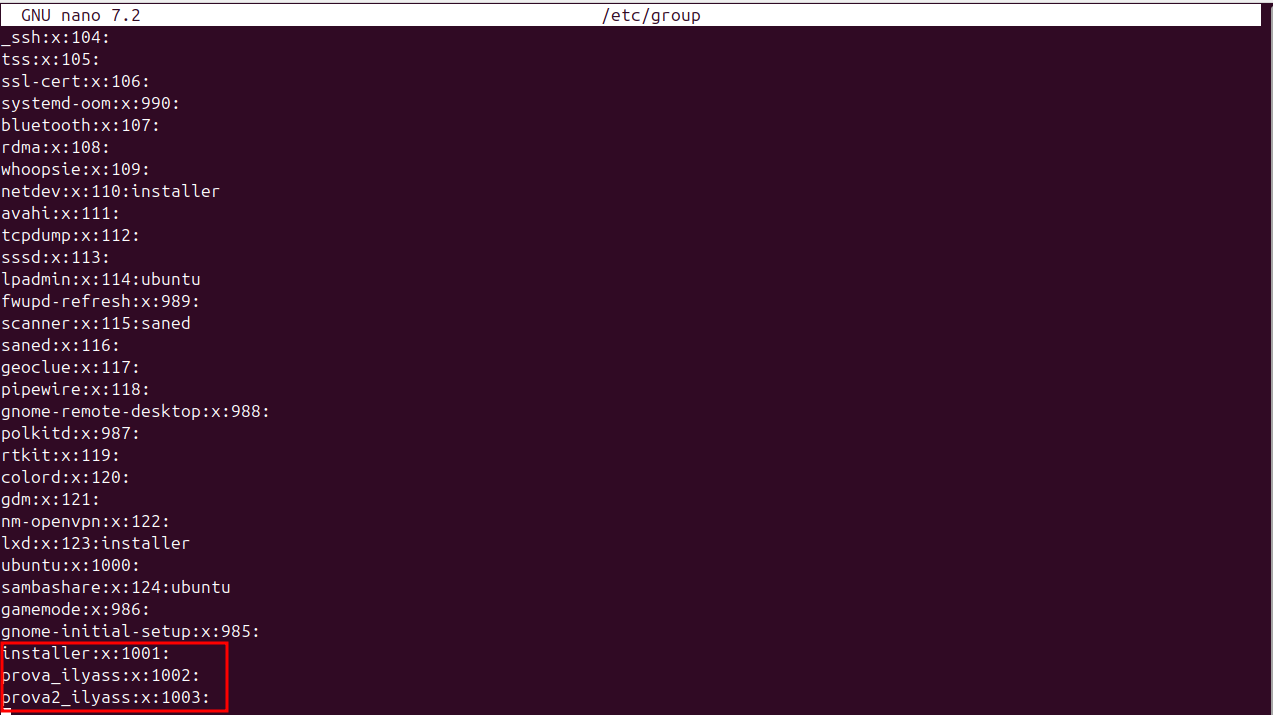 GNU nano 7.2 /etc/group
_ssh:x:104:
tss:x:105:
ssl-cert:x:106:
systemd-oom:x:990:
bluetooth:x:107:
rdma:x:108:
whoopsie:x:109:
netdev:x:110:installer
avahi:x:111:
tcpdump:x:112:
sssd:x:113:
lpadmin:x:114:ubuntu
fwupd-refresh:x:989:
scanner:x:115:saned
saned:x:116:
geoclue:x:117:
pipewire:x:118:
gnome-remote-desktop:x:988:
polkitd:x:987:
rtkit:x:119:
colord:x:120:
gdm:x:121:
nm-openvpn:x:122:
lxd:x:123:installer
ubuntu:x:1000:
sambashare:x:124:ubuntu
gamemode:x:986:
gnome-initial-setup:x:985:
installer:x:1001:
prova_ilyass:x:1002:
prova2_ilyass:x:1003: